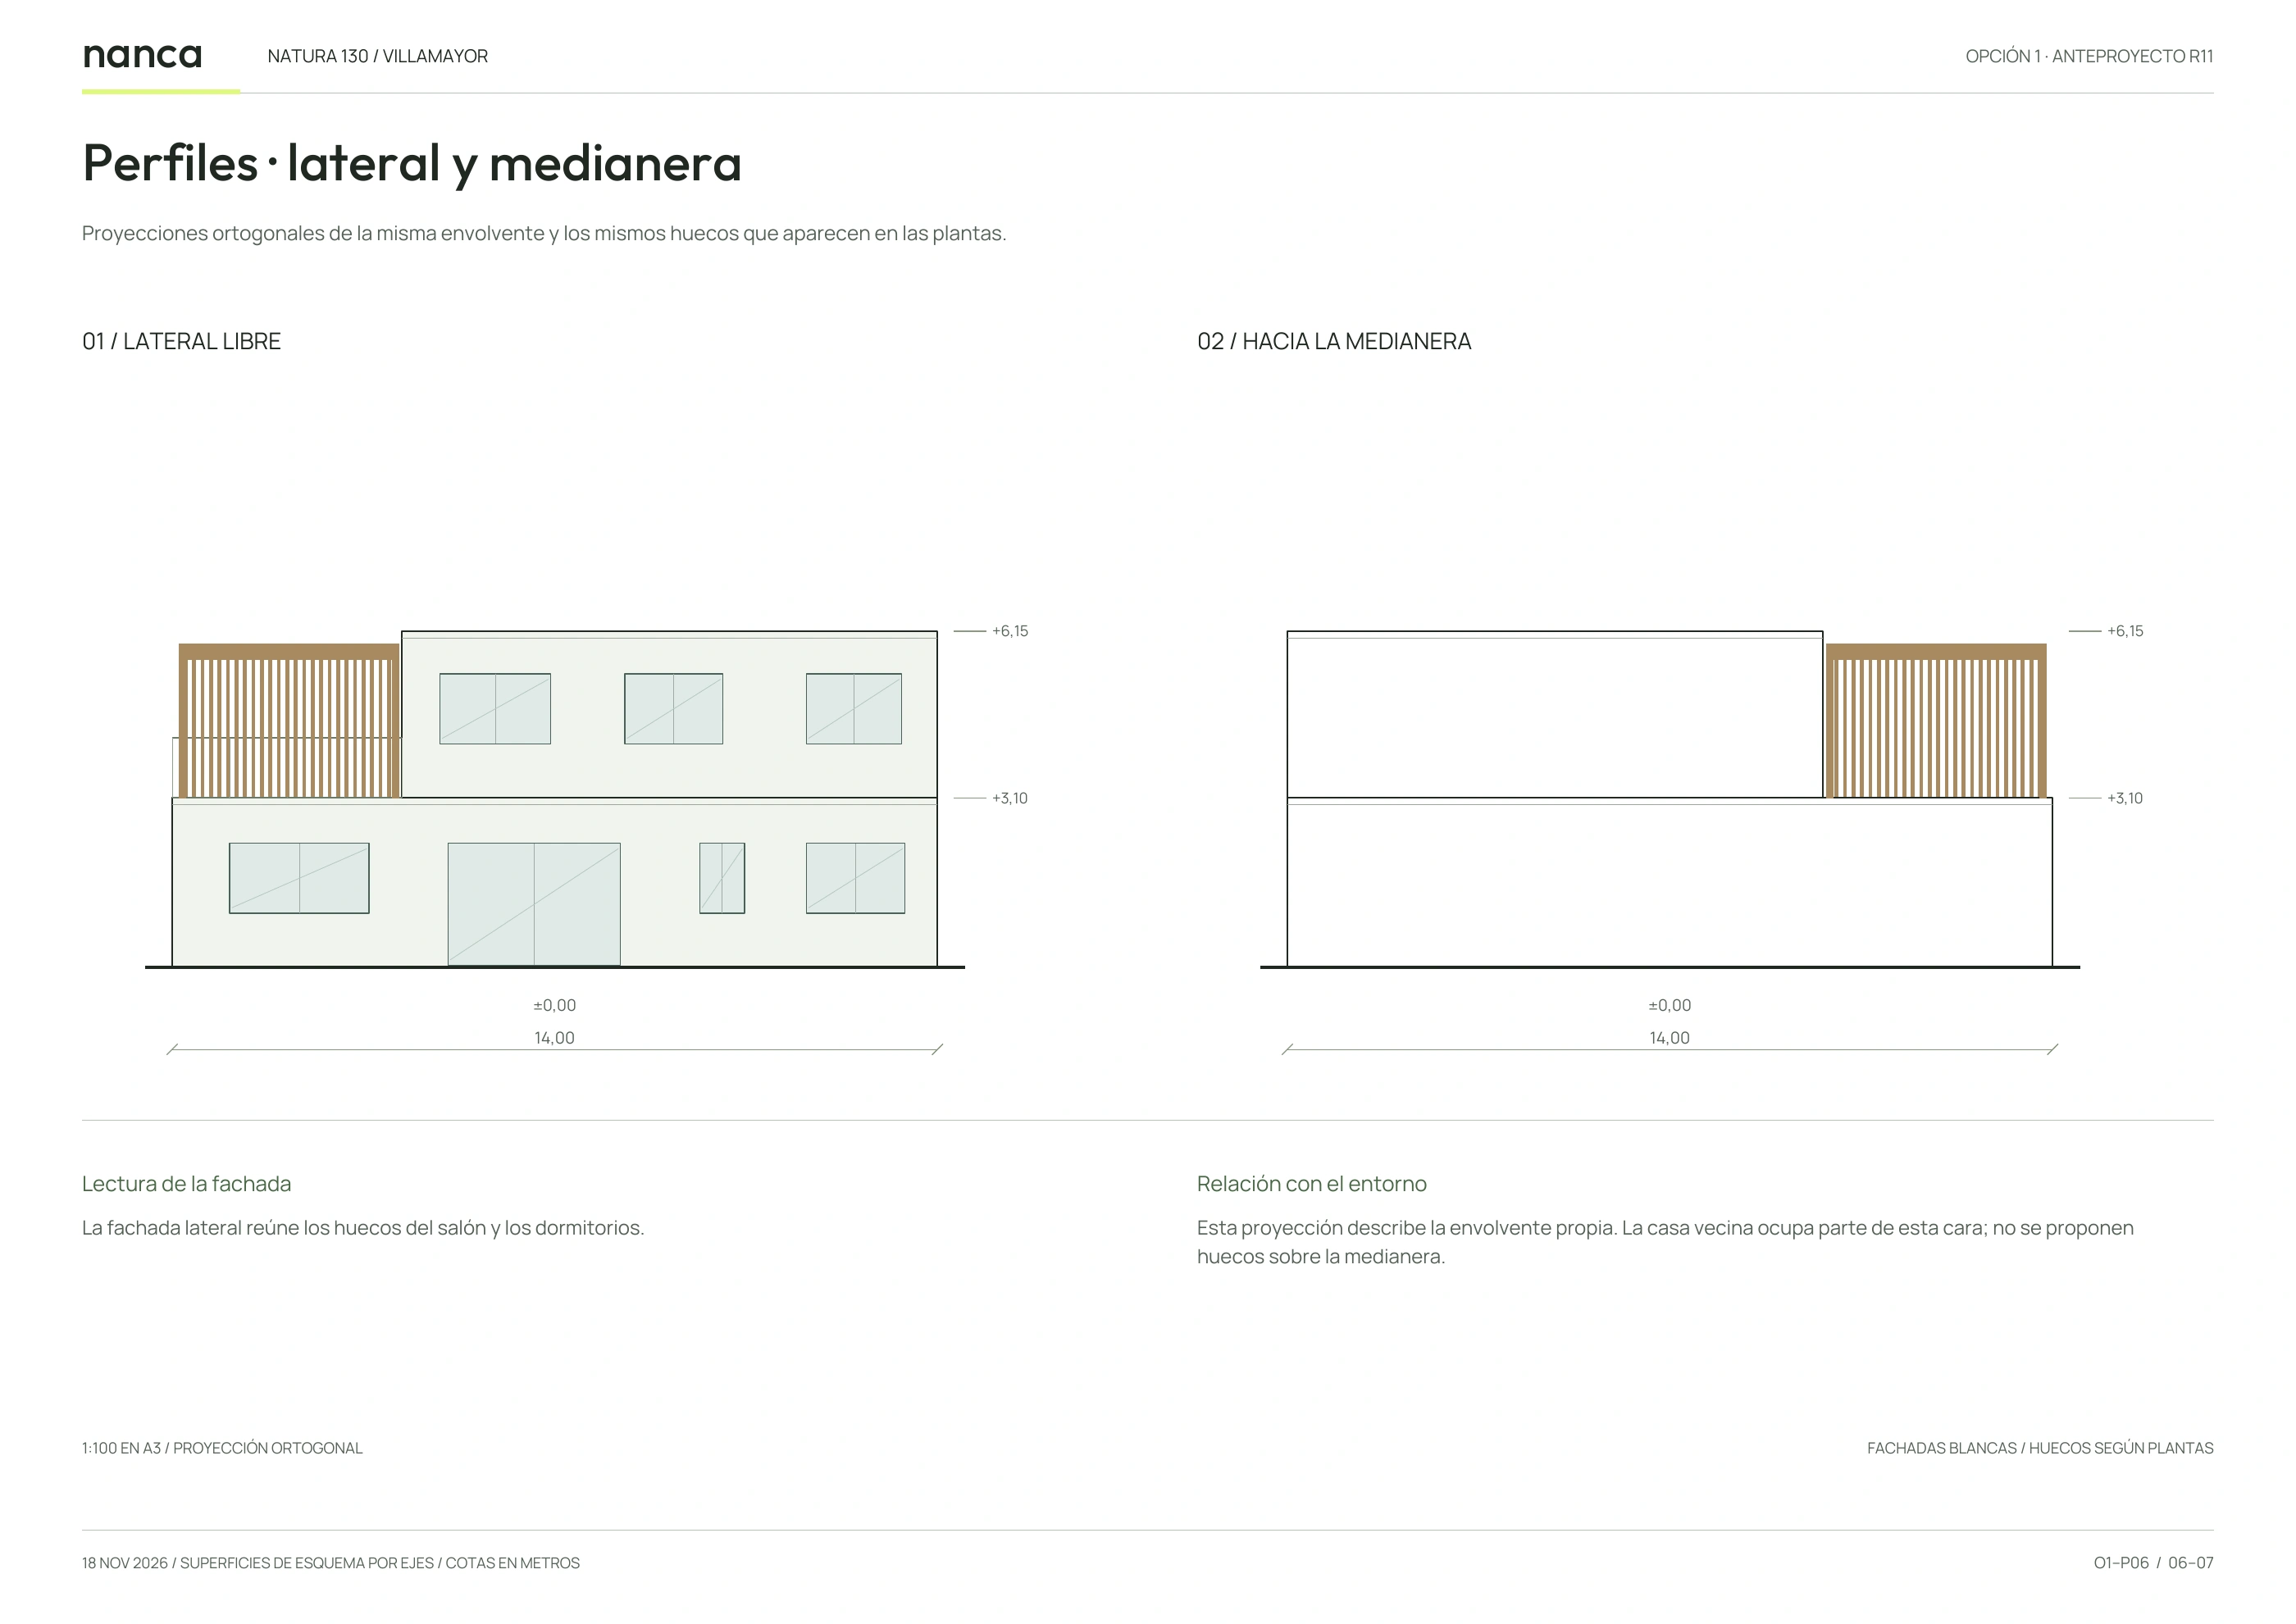 nanca
NATURA 130 / VILLAMAYOR
OPCIÓN 1 · ANTEPROYECTO R11
Perfiles · lateral y medianera
Proyecciones ortogonales de la misma envolvente y los mismos huecos que aparecen en las plantas.
01 / LATERAL LIBRE
+6,15
+3,10
±0,00
14,00
02 / HACIA LA MEDIANERA
+6,15
+3,10
±0,00
14,00
Lectura de la fachada
La fachada lateral reúne los huecos del salón y los dormitorios.
Relación con el entorno
Esta proyección describe la envolvente propia. La casa vecina ocupa parte de esta cara; no se proponen
huecos sobre la medianera.
1:100 EN A3 / PROYECCIÓN ORTOGONAL
FACHADAS BLANCAS / HUECOS SEGÚN PLANTAS
18 NOV 2026 / SUPERFICIES DE ESQUEMA POR EJES / COTAS EN METROS
O1-P06 / 06-07